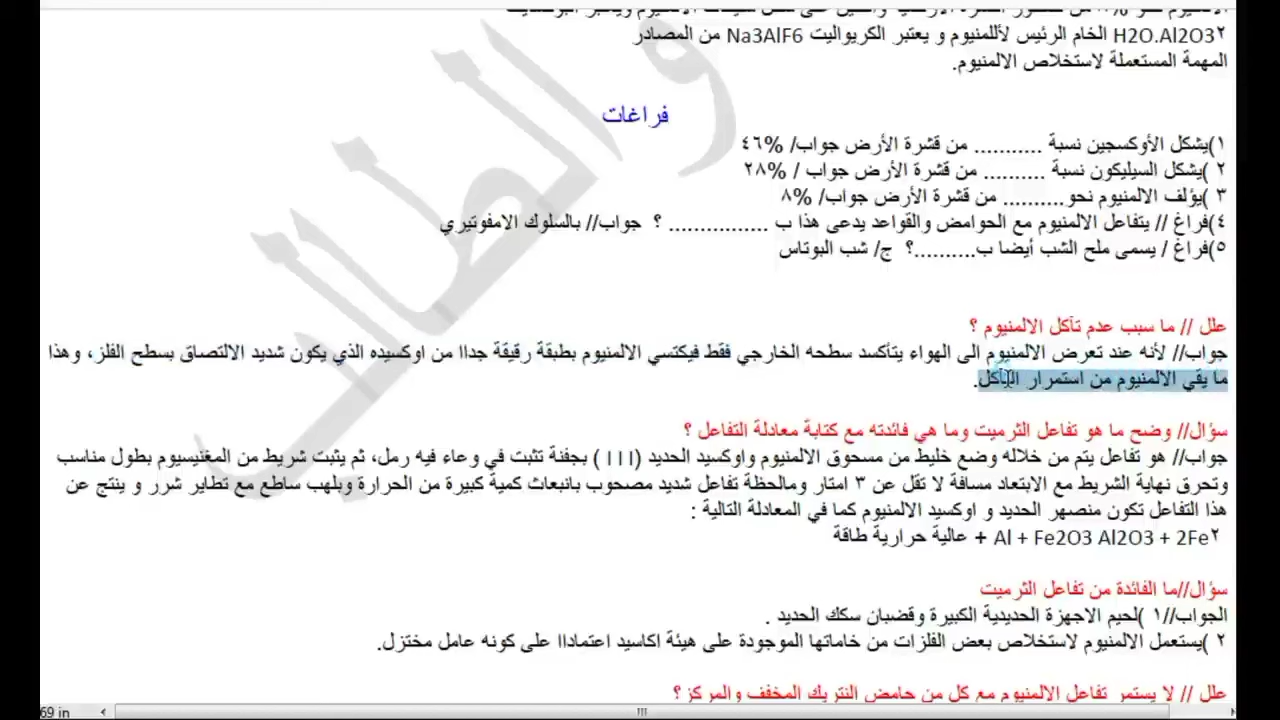 ٢H2O.Al2O3 الخام الرئيس لأللمنيوم و يعتبر الكريواليت Na3AlF6 من المصادر
المهمة المستعملة لاستخلاص الالمنيوم.
فراغات
١)يشكل الأوكسجين نسبة ........... من قشرة الأرض جواب/ %٤٦
٢ )يشكل السيليكون نسبة .......... من قشرة الأرض جواب / %٢٨
٣ )يؤلف الالمنيوم نحو.......... من قشرة الأرض جواب/ %٨
٤)فراغ // يتفاعل الالمنيوم مع الحوامض والقواعد يدعى هذا ب ................ ؟ جواب// بالسلوك الامفوتيري
٥)فراغ / يسمى ملح الشب أيضا ب..........؟ ج/ شب البوتاس
علل // ما سبب عدم تآكل الالمنيوم ؟
جواب// لأنه عند تعرض الالمنيوم الى الهواء يتأكسد سطحه الخارجي فقط فيكتسي الالمنيوم بطبقة رقيقة جداا من اوكسيده الذي يكون شديد الالتصاق بسطح الفلز، وهذا
ما يقي الالمنيوم من استمرار التآكل.
سؤال// وضح ما هو تفاعل الثرميت وما هي فائدته مع كتابة معادلة التفاعل ؟
جواب// هو تفاعل يتم من خلاله وضع خليط من مسحوق الالمنيوم واوكسيد الحديد (III ) بجفنة تثبت في وعاء فيه رمل، ثم يثبت شريط من المغنيسيوم بطول مناسب
وتحرق نهاية الشريط مع الابتعاد مسافة لا تقل عن ٣ امتار ومالحظة تفاعل شديد مصحوب بانبعاث كمية كبيرة من الحرارة وبلهب ساطع مع تطاير شرر و ينتج عن
هذا التفاعل تكون منصهر الحديد و اوكسيد الالمنيوم كما في المعادلة التالية :
٢Al + Fe2O3 Al2O3 + 2Fe + عالية حرارية طاقة
سؤال//ما الفائدة من تفاعل الثرميت
الجواب//١ )لحيم الاجهزة الحديدية الكبيرة وقضبان سكك الحديد .
٢ )يستعمل الالمنيوم لاستخلاص بعض الفلزات من خاماتها الموجودة على هيئة اكاسيد اعتمادا‌ا على كونه عامل مختزل.
علل // لا يستمر تفاعل الالمنيوم مع كل من حامض النتريك المخفف والمركز ؟
69 in
والطالب